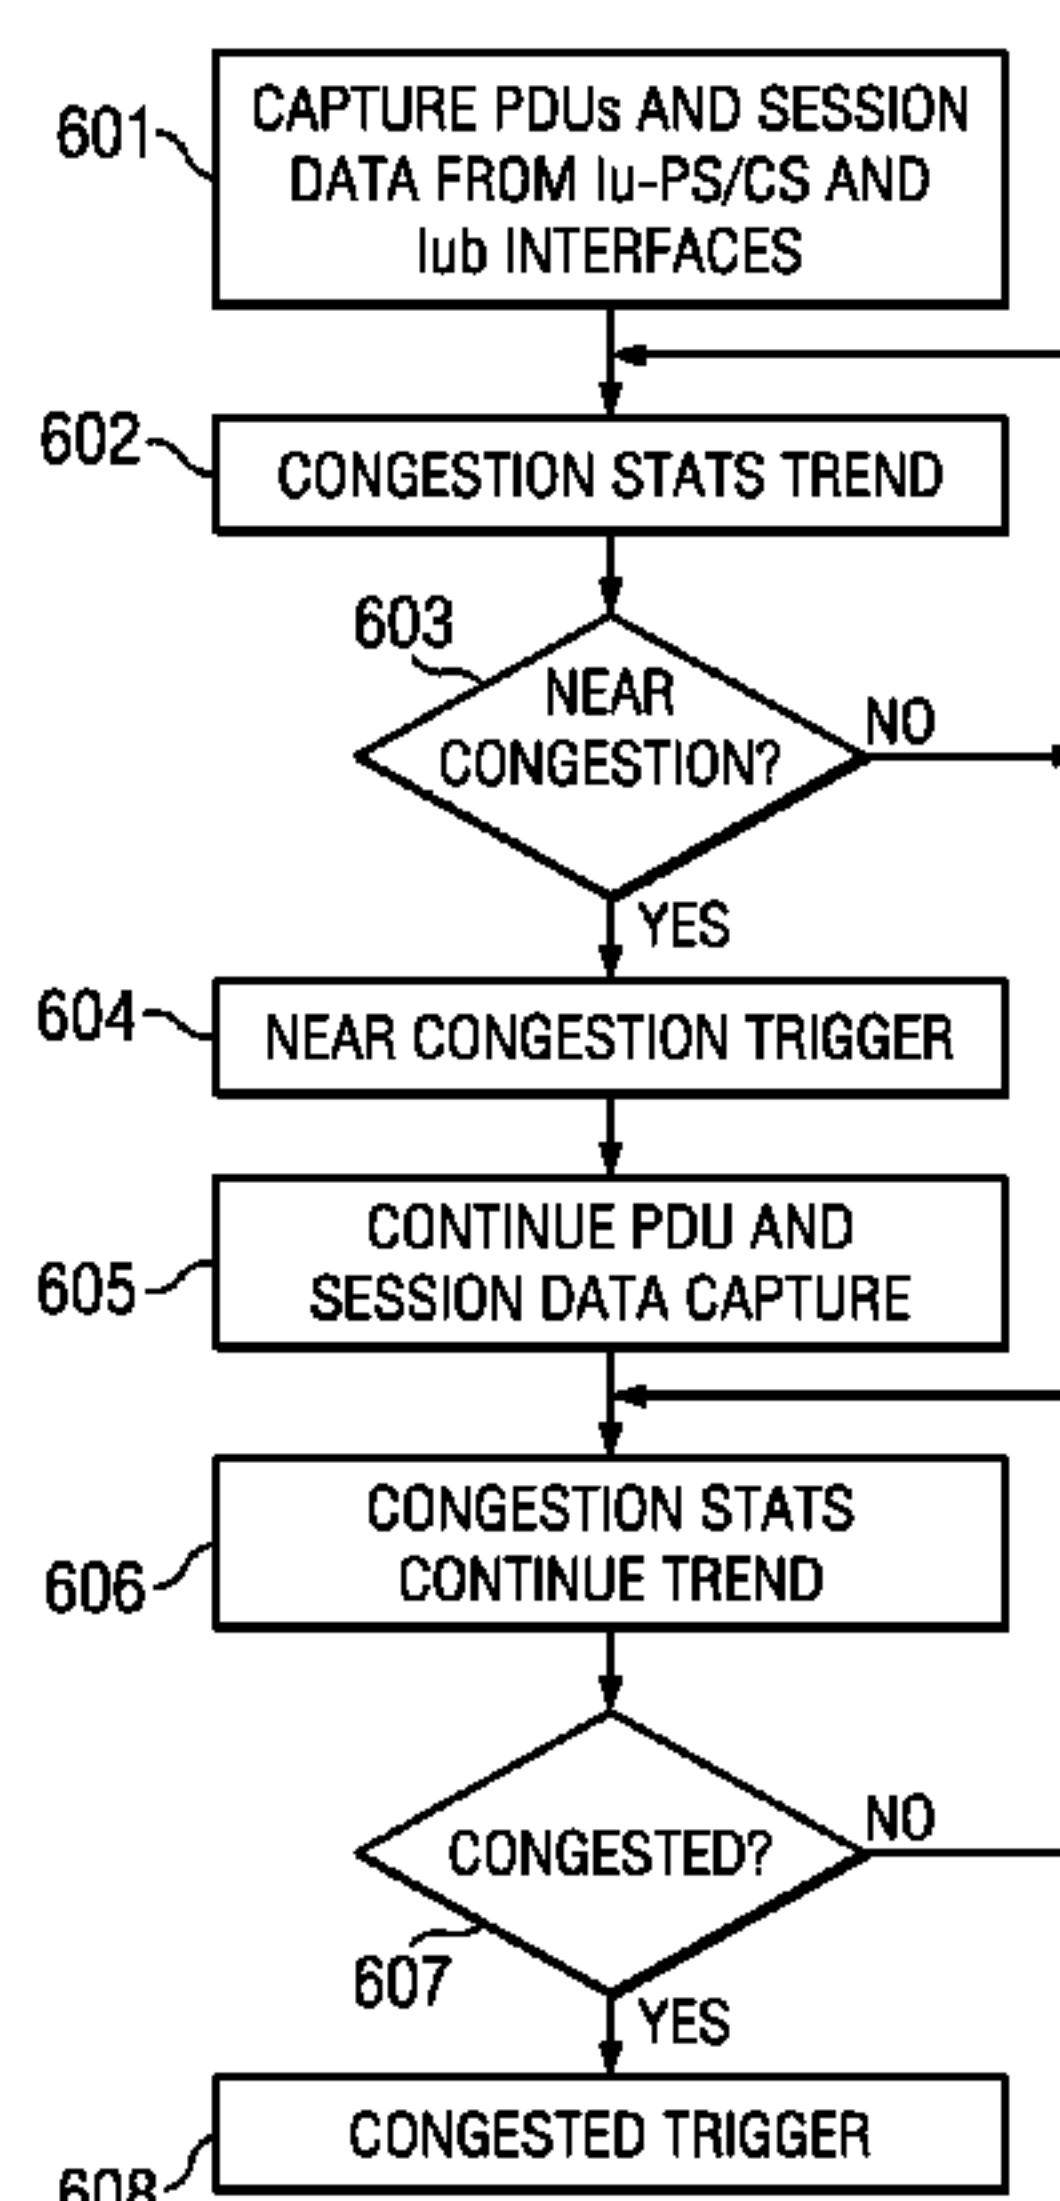 601
CAPTURE PDUs AND SESSION
DATA FROM Iu-PS/CS AND
Iub INTERFACES
602
CONGESTION STATS TREND
603
NEAR
CONGESTION?
NO
YES
604
NEAR CONGESTION TRIGGER
605
CONTINUE PDU AND
SESSION DATA CAPTURE
606
CONGESTION STATS
CONTINUE TREND
CONGESTED?
NO
607
YES
CONGESTED TRIGGER
608